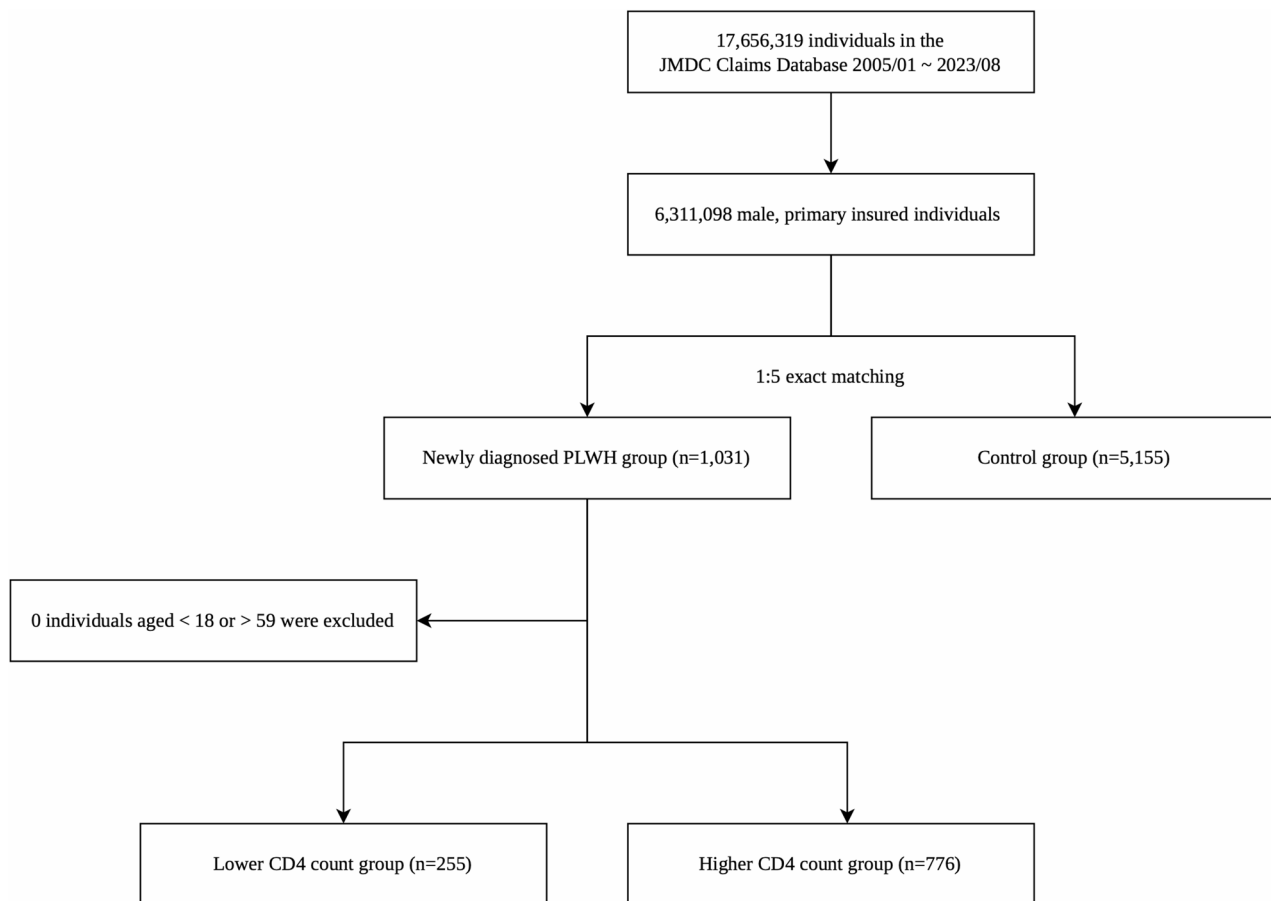 17,656,319 individuals in the
JMDC Claims Database 2005/01 ~ 2023/08
6,311,098 male, primary insured individuals
1:5 exact matching
Newly diagnosed PLWH group (n=1,031)
Control group (n=5,155)
0 individuals aged < 18 or > 59 were excluded
Lower CD4 count group (n=255)
Higher CD4 count group (n=776)